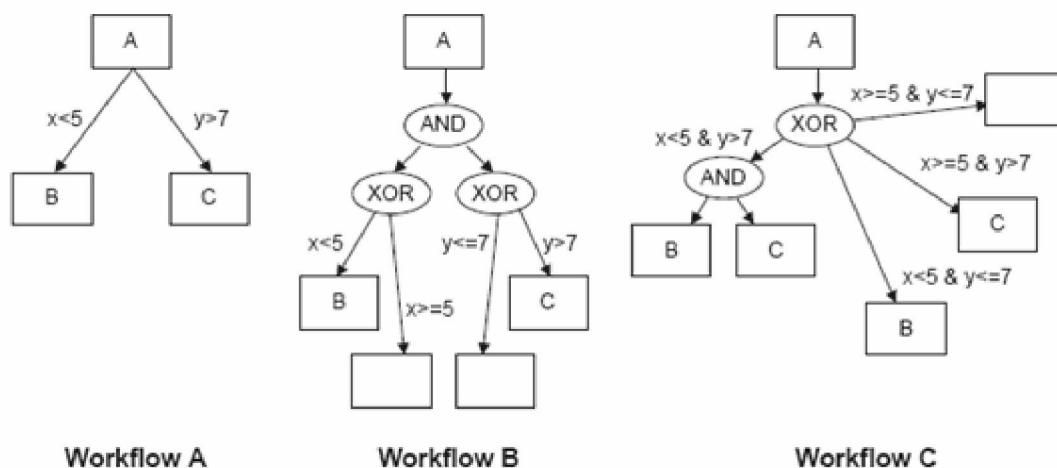 A
x<5
y>7
B
C
Workflow A
A
AND
XOR
XOR
x<5
y<=7
y>7
B
x>=5
C
Workflow B
A
x>=5 & y<=7
XOR
x<5 & y>7
x>=5 & y>7
AND
C
B
C
x<5 & y<=7
B
Workflow C